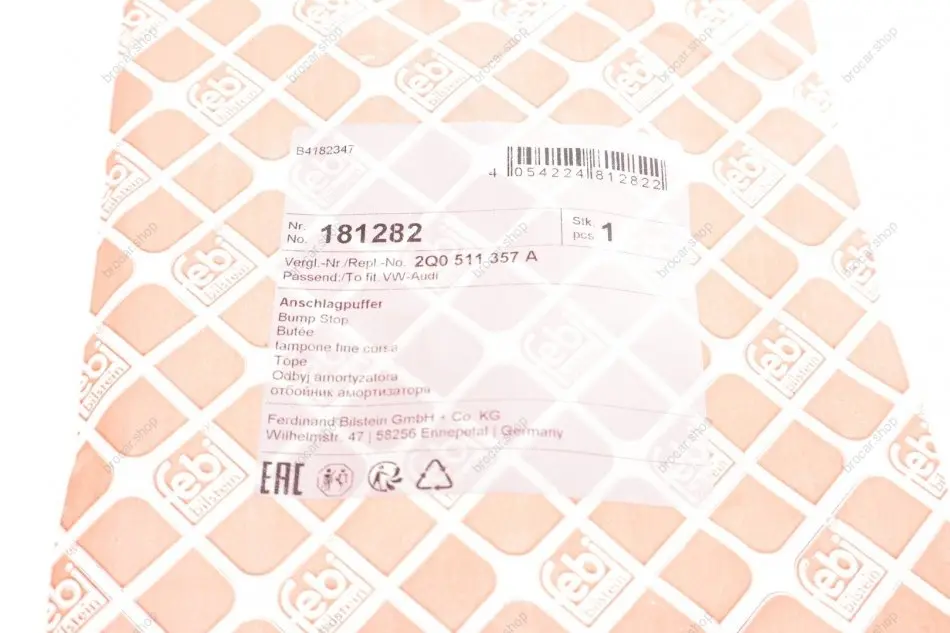 B4182347
4 054224 812822
Nr.
No. 181282
Stk.
pcs 1
Vergl.-Nr./Repl.-No. 2Q0 511 357 A
Passend:/To fit: VW-Audi
Anschlagpuffer
Bump Stop
Butée
tampone fine corsa
Tope
Odbyj amortyzatora
отбойник амортизатора
Ferdinand Bilstein GmbH + Co. KG
Wilhelmstr. 47 | 58256 Ennepetal | Germany
EAC
febi
bilstein
brocar.shop